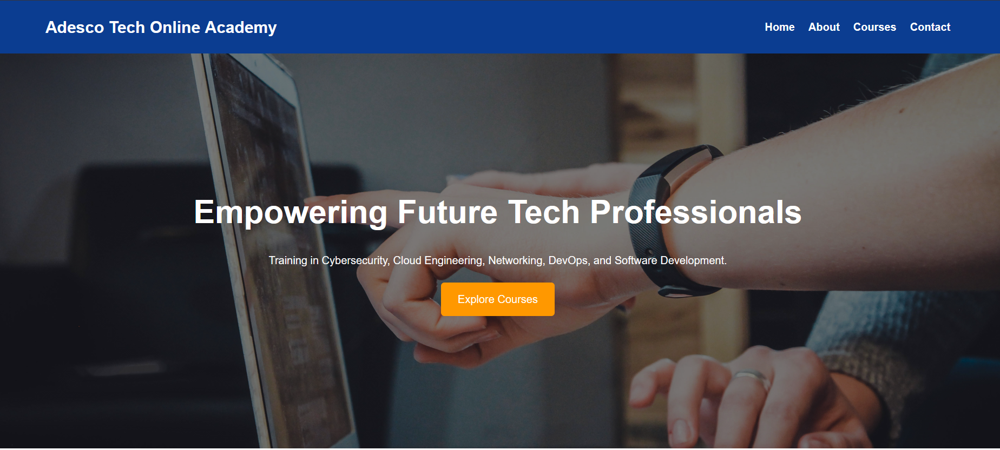 Adesco Tech Online Academy
Home About Courses Contact
Empowering Future Tech Professionals
Training in Cybersecurity, Cloud Engineering, Networking, DevOps, and Software Development.
Explore Courses